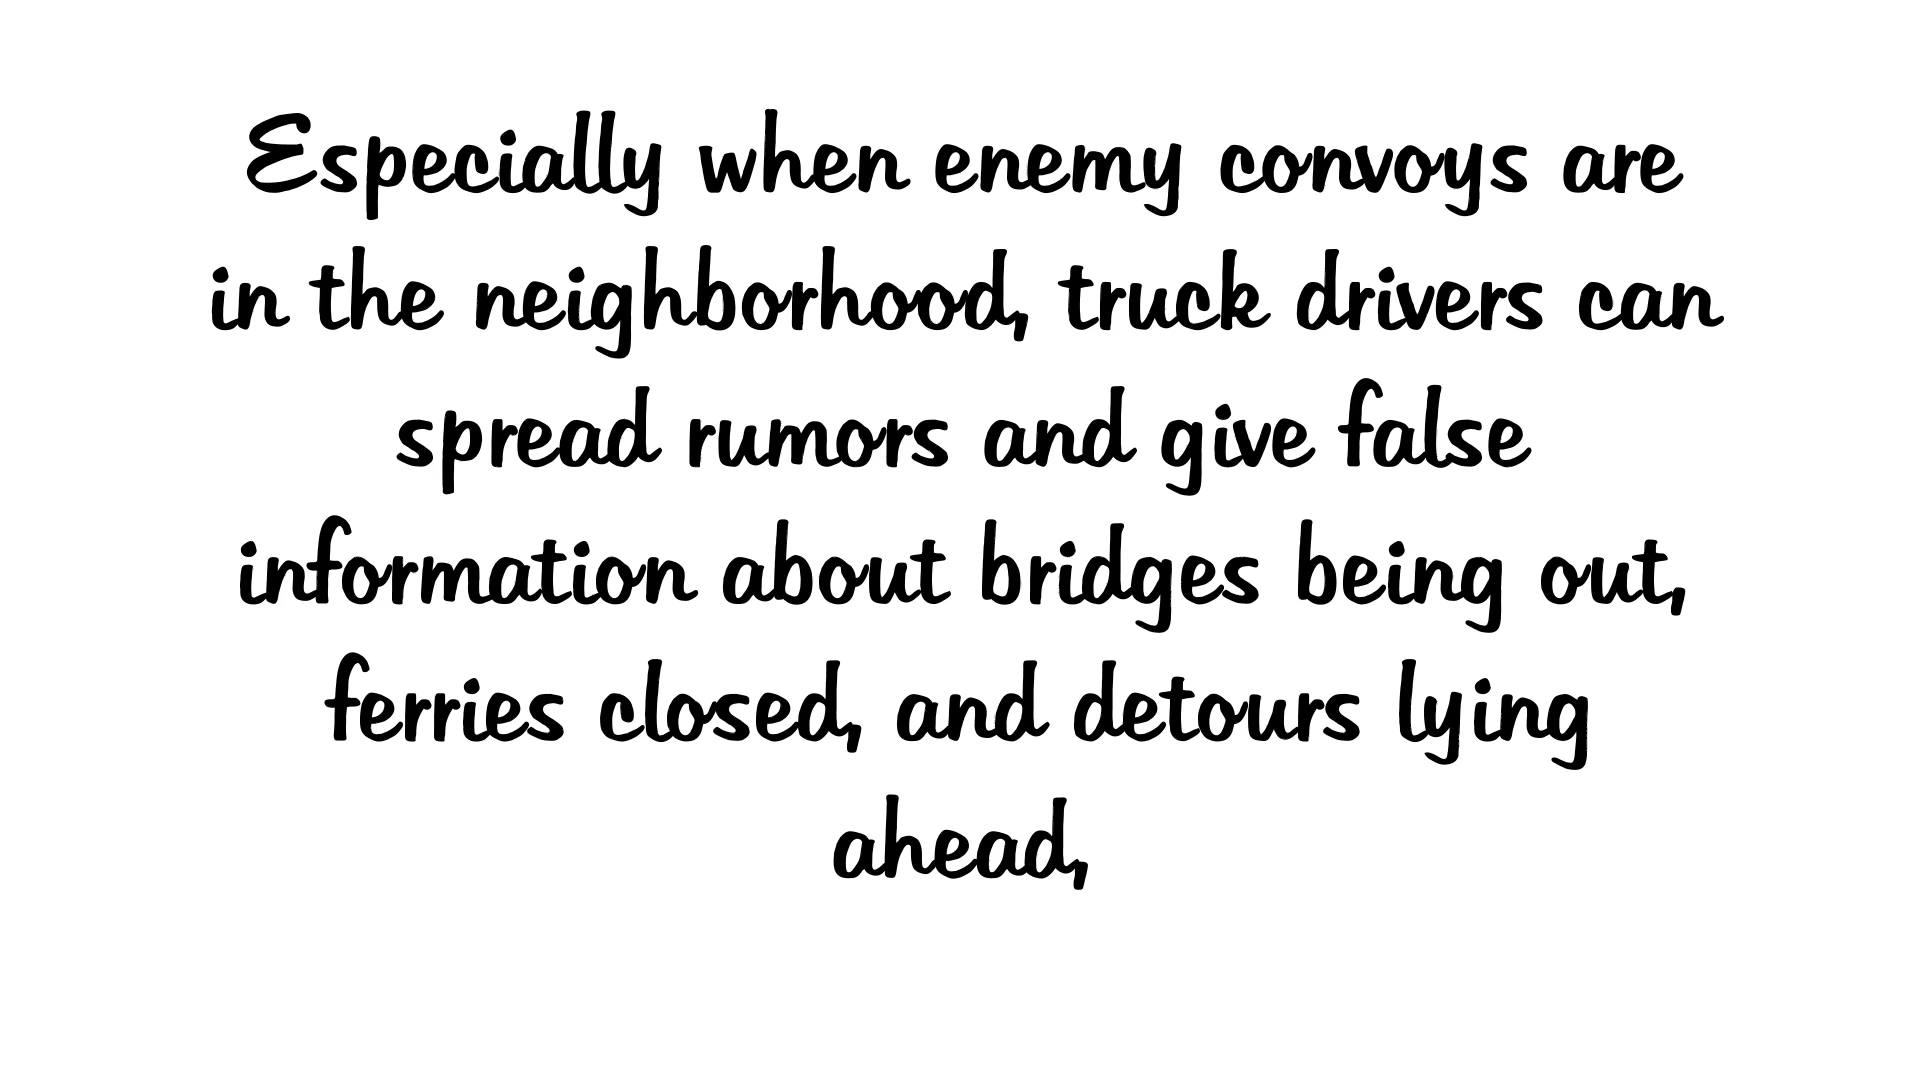 Especially when enemy convoys are
in the neighborhood, truck drivers can
spread rumors and give false
information about bridges being out,
ferries closed, and detours lying
ahead,